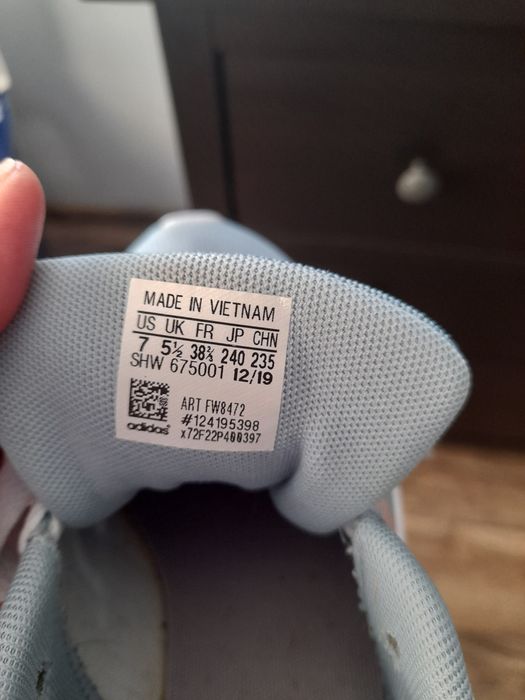 MADE IN VIETNAM
US UK FR JP CHN
7 5½ 38⅔ 240 235
SHW 675001 12/19
ART FW8472
#124195398
adidas® x72F22P400397